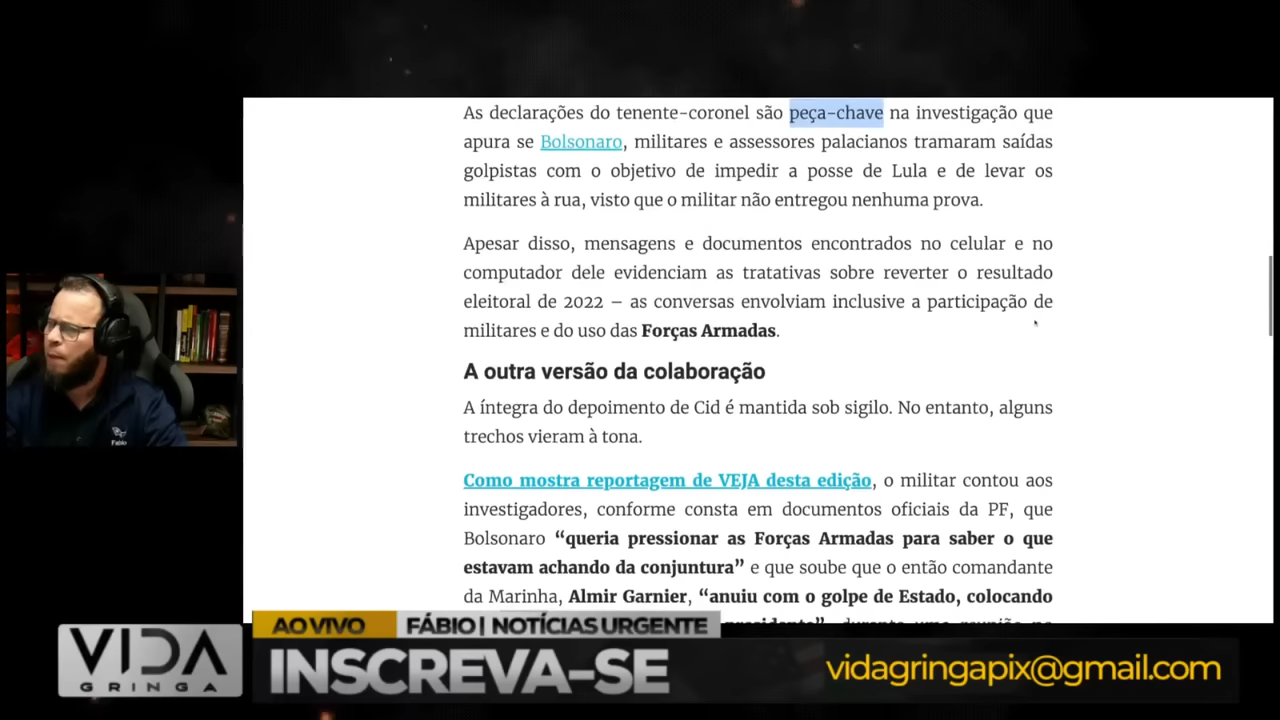 As declarações do tenente-coronel são peça-chave na investigação que
apura se Bolsonaro, militares e assessores palacianos tramaram saídas
golpistas com o objetivo de impedir a posse de Lula e de levar os
militares à rua, visto que o militar não entregou nenhuma prova.
Apesar disso, mensagens e documentos encontrados no celular e no
computador dele evidenciam as tratativas sobre reverter o resultado
eleitoral de 2022 – as conversas envolviam inclusive a participação de
militares e do uso das Forças Armadas.
A outra versão da colaboração
A íntegra do depoimento de Cid é mantida sob sigilo. No entanto, alguns
trechos vieram à tona.
Como mostra reportagem de VEJA desta edição, o militar contou aos
investigadores, conforme consta em documentos oficiais da PF, que
Bolsonaro “queria pressionar as Forças Armadas para saber o que
estavam achando da conjuntura” e que soube que o então comandante
da Marinha, Almir Garnier, “anuiu com o golpe de Estado, colocando
Fabio
AO VIVO FÁBIO | NOTÍCIAS URGENTE
VIDA
GRINGA
INSCREVA-SE
vidagringapix@gmail.com